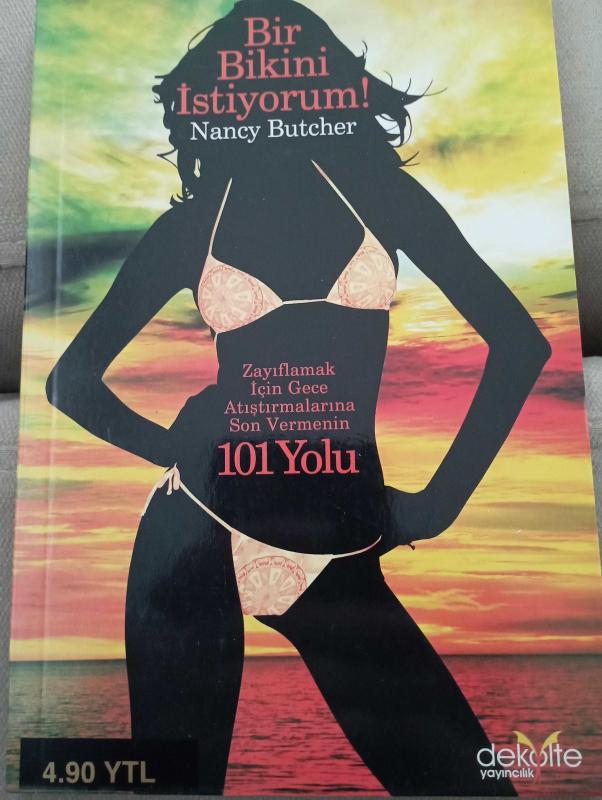 Bir
Bikini
İstiyorum!
Nancy Butcher
Zayıflamak
İçin Gece
Atıştırmalarına
Son Vermenin
101 Yolu
4.90 YTL
dekolte
yayıncılık